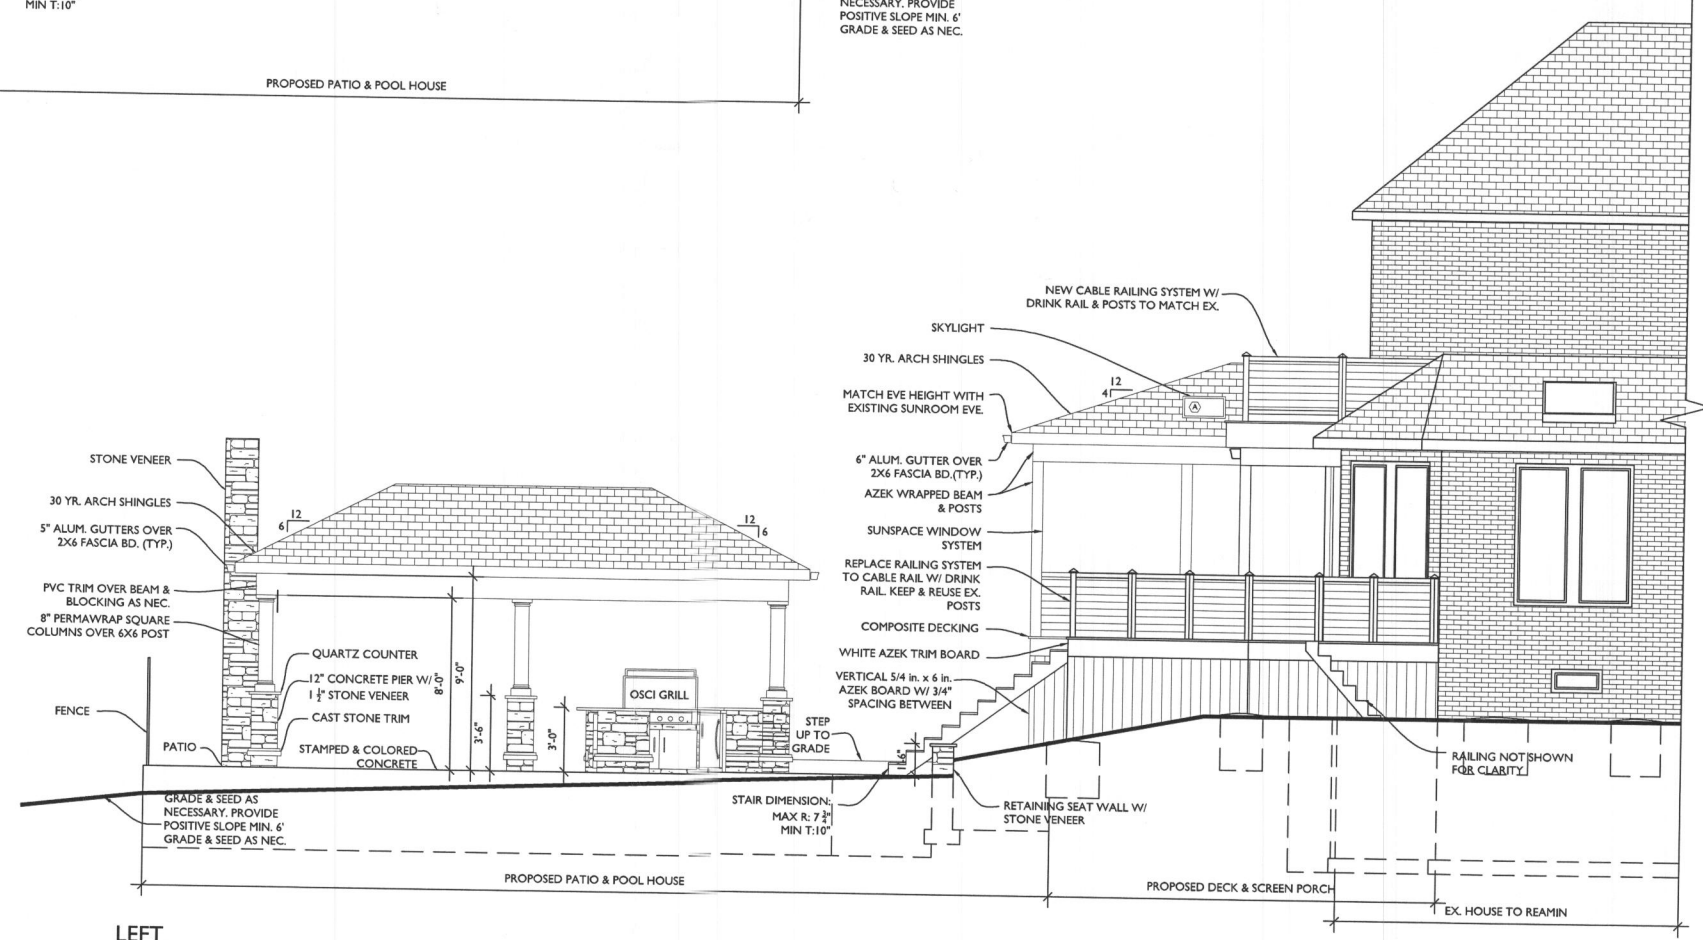 MIN T:10"
NECESSARY. PROVIDE
POSITIVE SLOPE MIN. 6'
GRADE & SEED AS NEC.
PROPOSED PATIO & POOL HOUSE
NEW CABLE RAILING SYSTEM W/
DRINK RAIL & POSTS TO MATCH EX.
SKYLIGHT
30 YR. ARCH SHINGLES
12
4
A
MATCH EVE HEIGHT WITH
EXISTING SUNROOM EVE.
6" ALUM. GUTTER OVER
2X6 FASCIA BD.(TYP.)
AZEK WRAPPED BEAM
& POSTS
SUNSPACE WINDOW
SYSTEM
REPLACE RAILING SYSTEM
TO CABLE RAIL W/ DRINK
RAIL. KEEP & REUSE EX.
POSTS
COMPOSITE DECKING
WHITE AZEK TRIM BOARD
VERTICAL 5/4 in. x 6 in.
AZEK BOARD W/ 3/4"
SPACING BETWEEN
STONE VENEER
30 YR. ARCH SHINGLES
12
6
12
6
5" ALUM. GUTTERS OVER
2X6 FASCIA BD. (TYP.)
PVC TRIM OVER BEAM &
BLOCKING AS NEC.
8" PERMAWRAP SQUARE
COLUMNS OVER 6X6 POST
QUARTZ COUNTER
12" CONCRETE PIER W/
1 ½" STONE VENEER
CAST STONE TRIM
8'-0"
9'-0"
3'-6"
3'-0"
OSCI GRILL
FENCE
PATIO
STAMPED & COLORED
CONCRETE
STEP
UP TO
GRADE
GRADE & SEED AS
NECESSARY. PROVIDE
POSITIVE SLOPE MIN. 6'
GRADE & SEED AS NEC.
STAIR DIMENSION:
MAX R: 7 ¾"
MIN T:10"
RETAINING SEAT WALL W/
STONE VENEER
RAILING NOT SHOWN
FOR CLARITY
PROPOSED PATIO & POOL HOUSE
PROPOSED DECK & SCREEN PORCH
EX. HOUSE TO REAMIN
LEFT